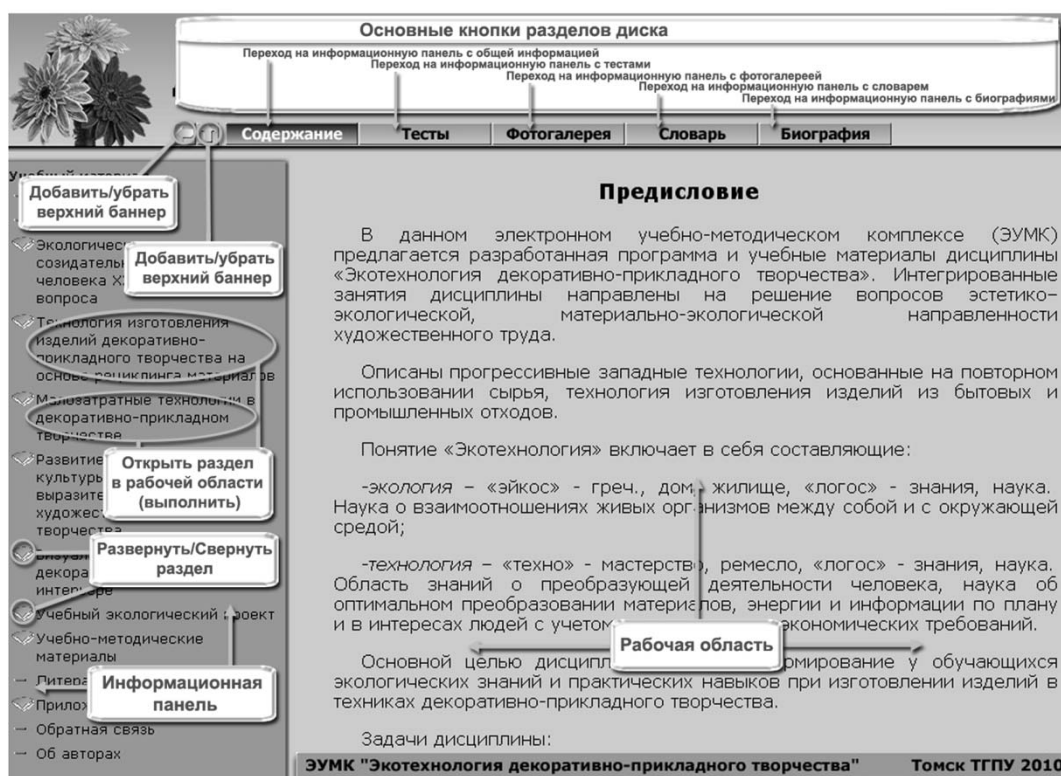 Основные кнопки разделов диска
Переход на информационную панель с общей информацией
Переход на информационную панель с тестами
Переход на информационную панель с фотогалереей
Переход на информационную панель с словарем
Переход на информационную панель с биографиями
Содержание Тесты Фотогалерея Словарь Биография
Добавить/убрать
верхний баннер
Добавить/убрать
верхний баннер
вопроса
Технология изготовления
изделий декоративно-
прикладного творчества на
основе рециклинга материалов
Малозатратные технологии в
декоративно-прикладном
творчестве
Развитие
культуры
творчества
Открыть раздел
в рабочей области
(выполнить)
Развернуть/Свернуть
раздел
интерьере
Учебный экологический проект
Учебно-методические
материалы
Информационная
панель
Обратная связь
Об авторах
Предисловие
В данном электронном учебно-методическом комплексе (ЭУМК)
предлагается разработанная программа и учебные материалы дисциплины
«Экотехнология декоративно-прикладного творчества». Интегрированные
занятия дисциплины направлены на решение вопросов эстетико-
экологической, материально-экологической направленности
художественного труда.
Описаны прогрессивные западные технологии, основанные на повторном
использовании сырья, технология изготовления изделий из бытовых и
промышленных отходов.
Понятие «Экотехнология» включает в себя составляющие:
-экология – «эйкос» - греч., дом, жилище, «логос» - знания, наука.
Наука о взаимоотношениях живых организмов между собой и с окружающей
средой;
-технология – «техно» - мастерство, ремесло, «логос» - знания, наука.
Область знаний о преобразующей деятельности человека, наука об
оптимальном преобразовании материалов, энергии и информации по плану
и в интересах людей с учетом экономических требований.
Рабочая область
Основной целью формирование у обучающихся
экологических знаний и практических навыков при изготовлении изделий в
техниках декоративно-прикладного творчества.
Задачи дисциплины:
ЭУМК "Экотехнология декоративно-прикладного творчества" Томск ТГПУ 2010